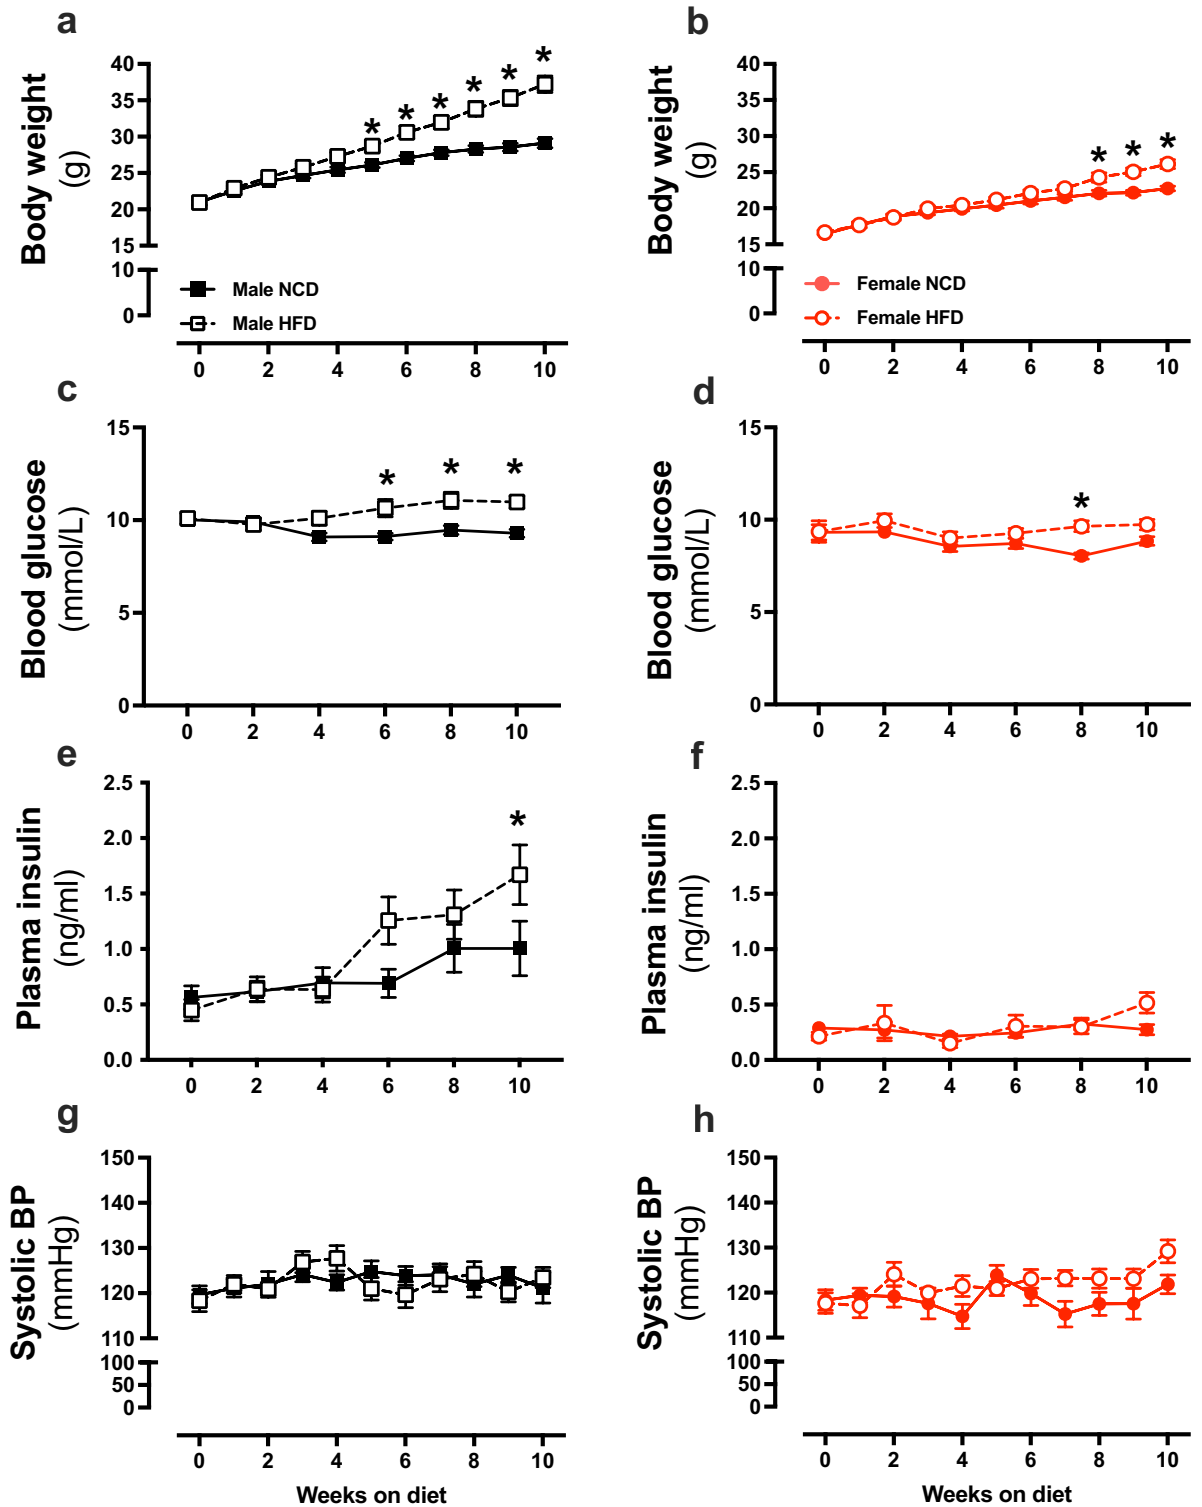 a
Body weight
(g)
40
35
30
25
20
15
10
0
* * * * * *
Male NCD
Male HFD
0 2 4 6 8 10
b
Body weight
(g)
40
35
30
25
20
15
10
0
* * *
Female NCD
Female HFD
0 2 4 6 8 10
c
Blood glucose
(mmol/L)
15
10
5
0
* * *
0 2 4 6 8 10
d
Blood glucose
(mmol/L)
15
10
5
0
*
0 2 4 6 8 10
e
Plasma insulin
(ng/ml)
2.5
2.0
1.5
1.0
0.5
0.0
*
0 2 4 6 8 10
f
Plasma insulin
(ng/ml)
2.5
2.0
1.5
1.0
0.5
0.0
0 2 4 6 8 10
g
Systolic BP
(mmHg)
150
140
130
120
110
100
50
0
0 2 4 6 8 10
Weeks on diet
h
Systolic BP
(mmHg)
150
140
130
120
110
100
50
0
0 2 4 6 8 10
Weeks on diet